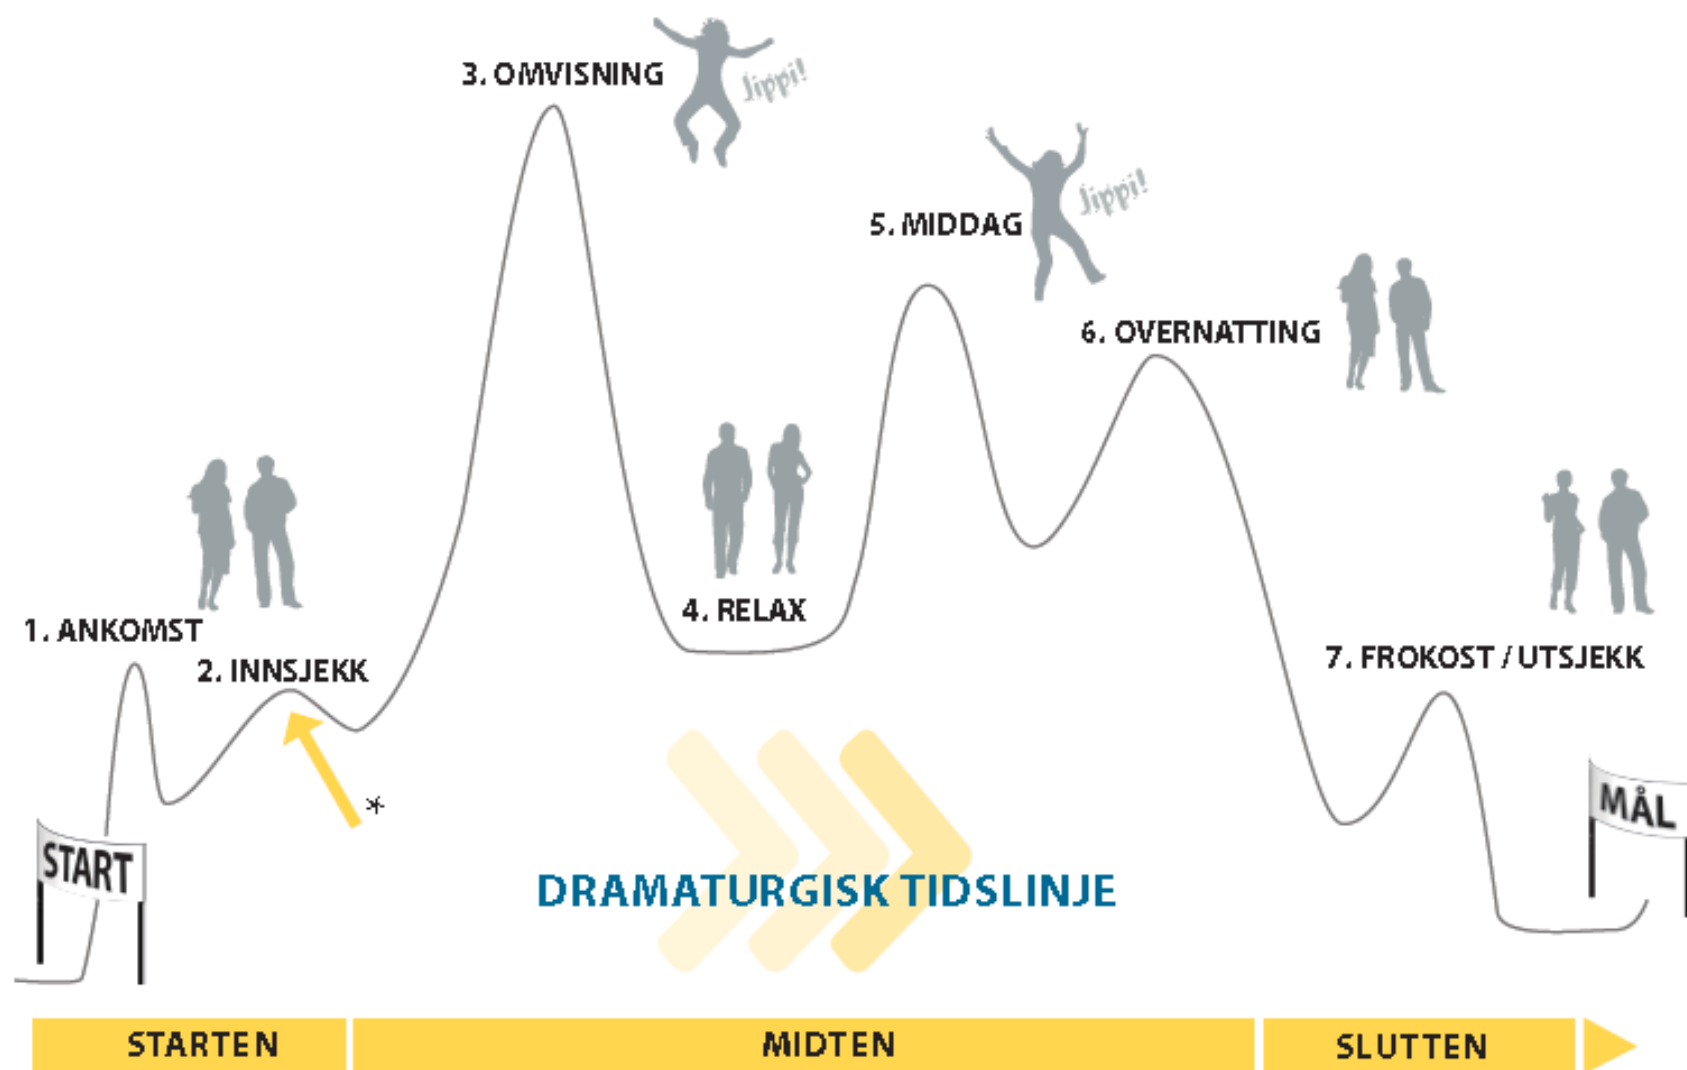 3. OMVISNING
Jippi!
5. MIDDAG
Jippi!
6. OVERNATTING
4. RELAX
1. ANKOMST
2. INNSJEKK
7. FROKOST / UTSJEKK
*
START
MÅL
DRAMATURGISK TIDSLINJE
STARTEN
MIDTEN
SLUTTEN